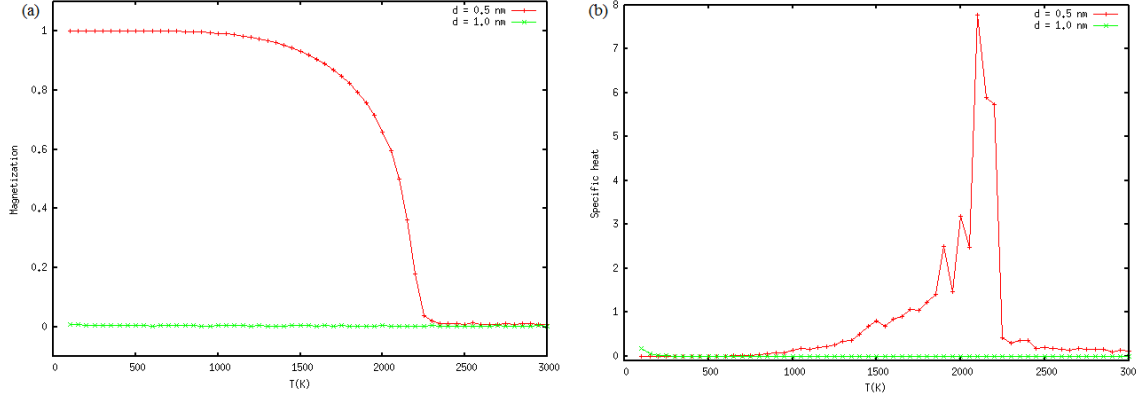 (a)
d = 0.5 nm
d = 1.0 nm
1
0.8
0.6
0.4
0.2
0
Magnetization
0 500 1000 1500 2000 2500 3000
T(K)
(b)
d = 0.5 nm
d = 1.0 nm
8
7
6
5
4
3
2
1
0
Specific heat
0 500 1000 1500 2000 2500 300
T(K)